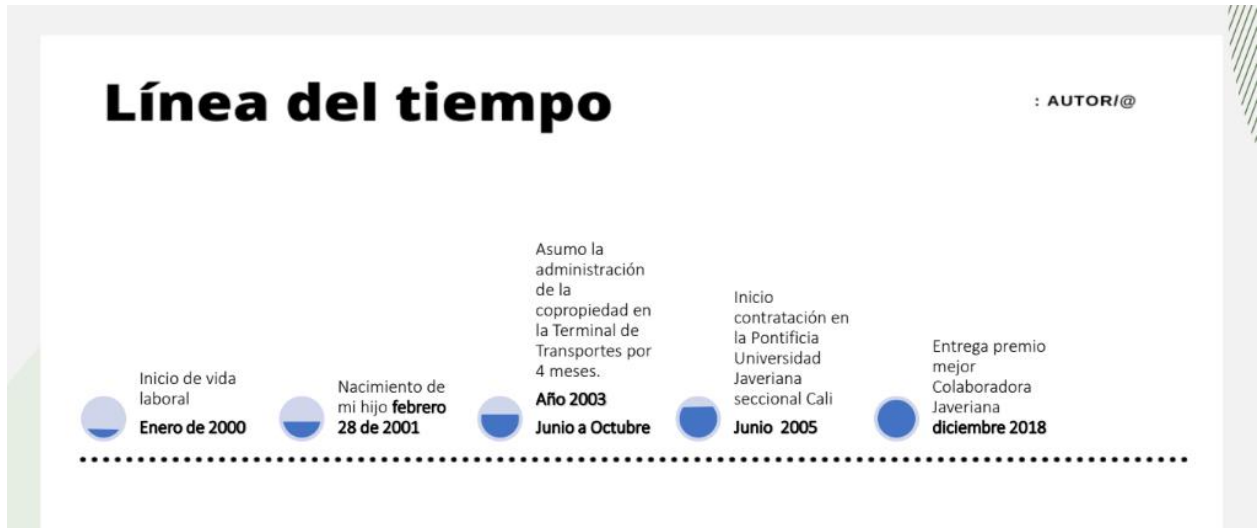 Línea del tiempo
: AUTOR/@
Inicio de vida
laboral
Enero de 2000
Nacimiento de
mi hijo febrero
28 de 2001
Asumo la
administración
de la
copropiedad en
la Terminal de
Transportes por
4 meses.
Año 2003
Junio a Octubre
Inicio
contratación en
la Pontificia
Universidad
Javeriana
seccional Cali
Junio 2005
Entrega premio
mejor
Colaboradora
Javeriana
diciembre 2018